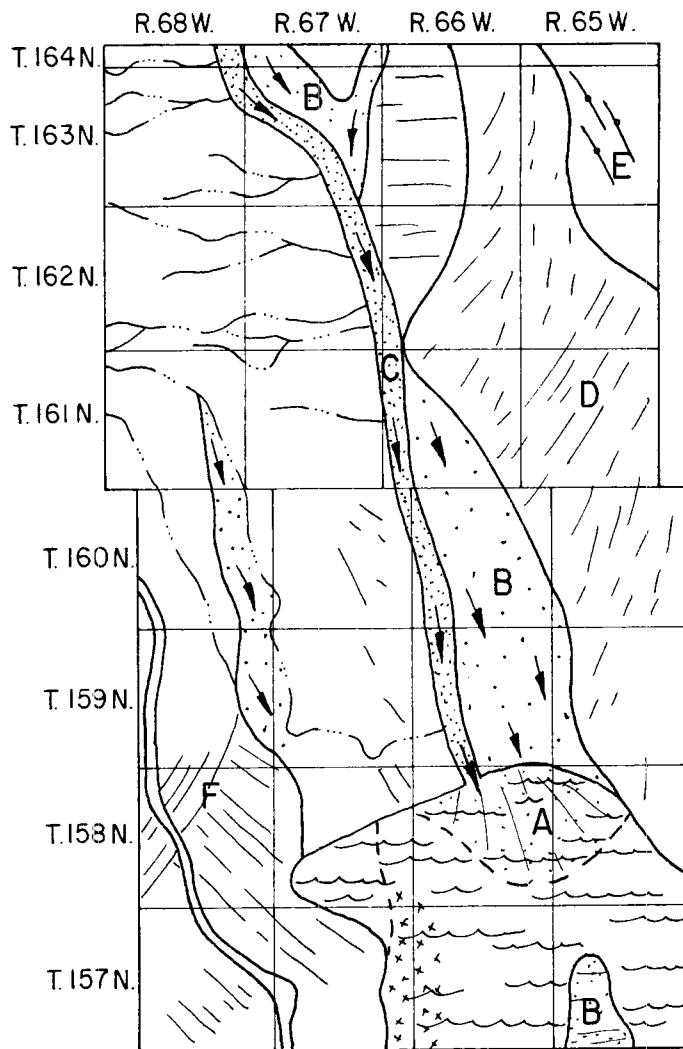 R.68W. R.67W. R.66W. R.65W.
T.164N.
B
T.163N.
E
T.162N.
C
D
T.161N.
T.160N.
B
T.159N.
F
A
T.158N.
T.157N.
B